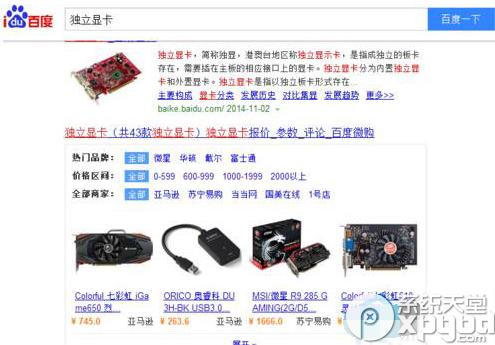 Bai du 百度
独立显卡
百度一下
独立显卡，简称独显，港澳台地区称独立显示卡，是指成独立的板卡
存在，需要插在主板的相应接口上的显卡。独立显卡分为内置独立显
卡和外置显卡。独立显卡是指以独立板卡形式存在...
主要构成 显卡分类 发展历史 对比集显 发展趋势 更多>>
baike.baidu.com/ 2014-11-02
独立显卡（共43款独立显卡）独立显卡报价_参数_评论_百度微购
热门品牌： 全部 微星 华硕 戴尔 富士通
价格区间： 全部 0-599 600-999 1000-1999 2000以上
全部商家： 全部 亚马逊 苏宁易购 当当网 国美在线 1号店
Colorful 七彩虹 iGa
me650 烈...
¥ 745.0 亚马逊
ORICO 奥睿科 DU
3H-BK USB3.0...
¥ 263.6 亚马逊
MSI/微星 R9 285 G
AMING(2G/D5...
¥ 1666.0 苏宁易购
Colorful 七彩虹
展开
系统天堂
xpgod.com